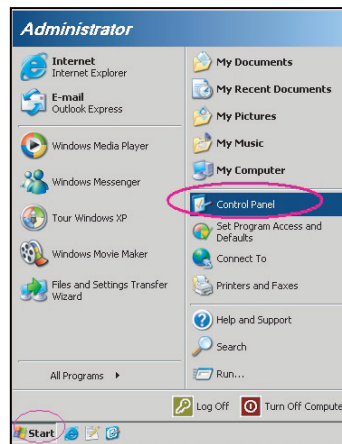 Administrator
Internet
Internet Explorer
E-mail
Outlook Express
Windows Media Player
Windows Messenger
Tour Windows XP
Windows Movie Maker
Files and Settings Transfer
Wizard
All Programs
My Documents
My Recent Documents
My Pictures
My Music
My Computer
Control Panel
Set Program Access and
Defaults
Connect To
Printers and Faxes
Help and Support
Search
Run...
Log Off
Turn Off Compute
Start